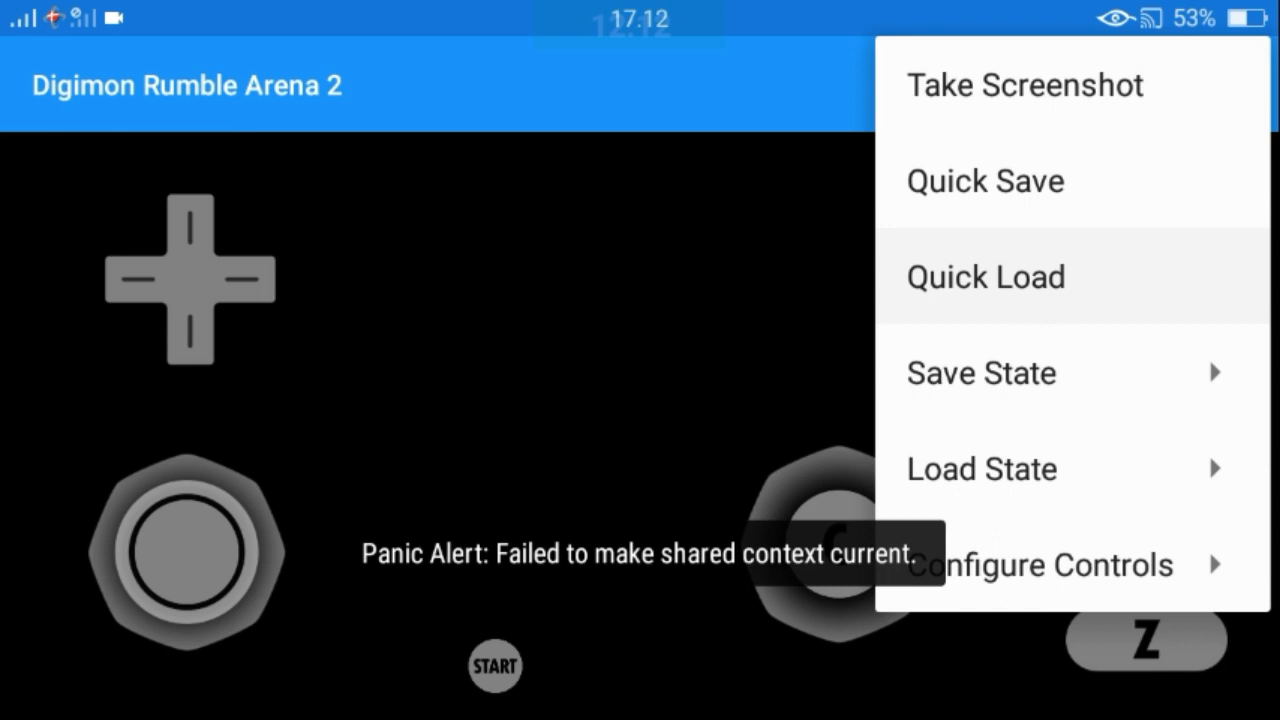 17.12
53%
Digimon Rumble Arena 2
Take Screenshot
Quick Save
Quick Load
Save State
Load State
Configure Controls
Panic Alert: Failed to make shared context current.
START
Z